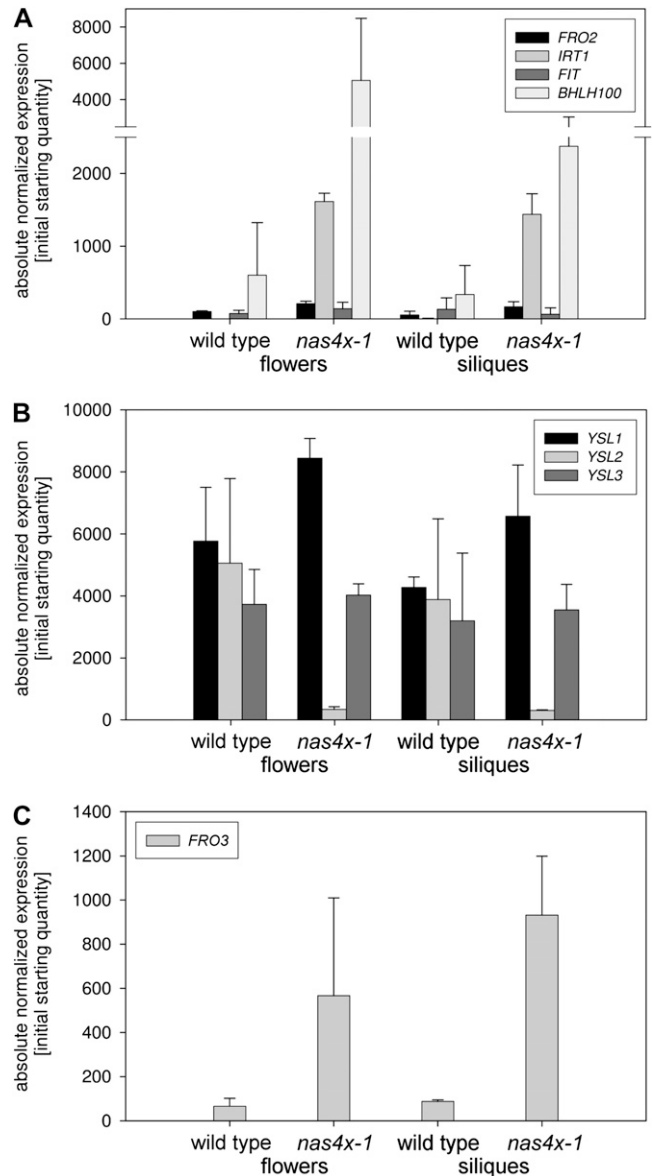 A
absolute normalized expression
[initial starting quantity]
8000
6000
4000
2000
1000
0
FRO2
IRT1
FIT
BHLH100
wild type nas4x-1 wild type nas4x-1
flowers siliques
B
absolute normalized expression
[initial starting quantity]
10000
8000
6000
4000
2000
0
YSL1
YSL2
YSL3
wild type nas4x-1 wild type nas4x-1
flowers siliques
C
absolute normalized expression
[initial starting quantity]
1400
1200
1000
800
600
400
200
0
FRO3
wild type nas4x-1 wild type nas4x-1
flowers siliques